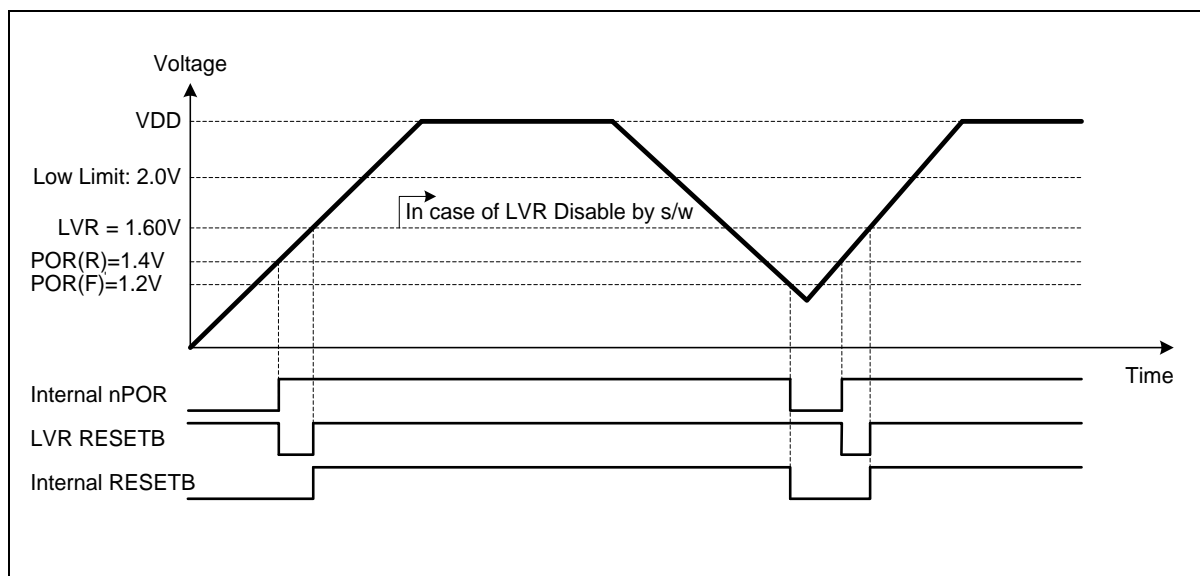 Voltage
VDD
Low Limit: 2.0V
In case of LVR Disable by s/w
LVR = 1.60V
POR(R)=1.4V
POR(F)=1.2V
Time
Internal nPOR
LVR RESETB
Internal RESETB